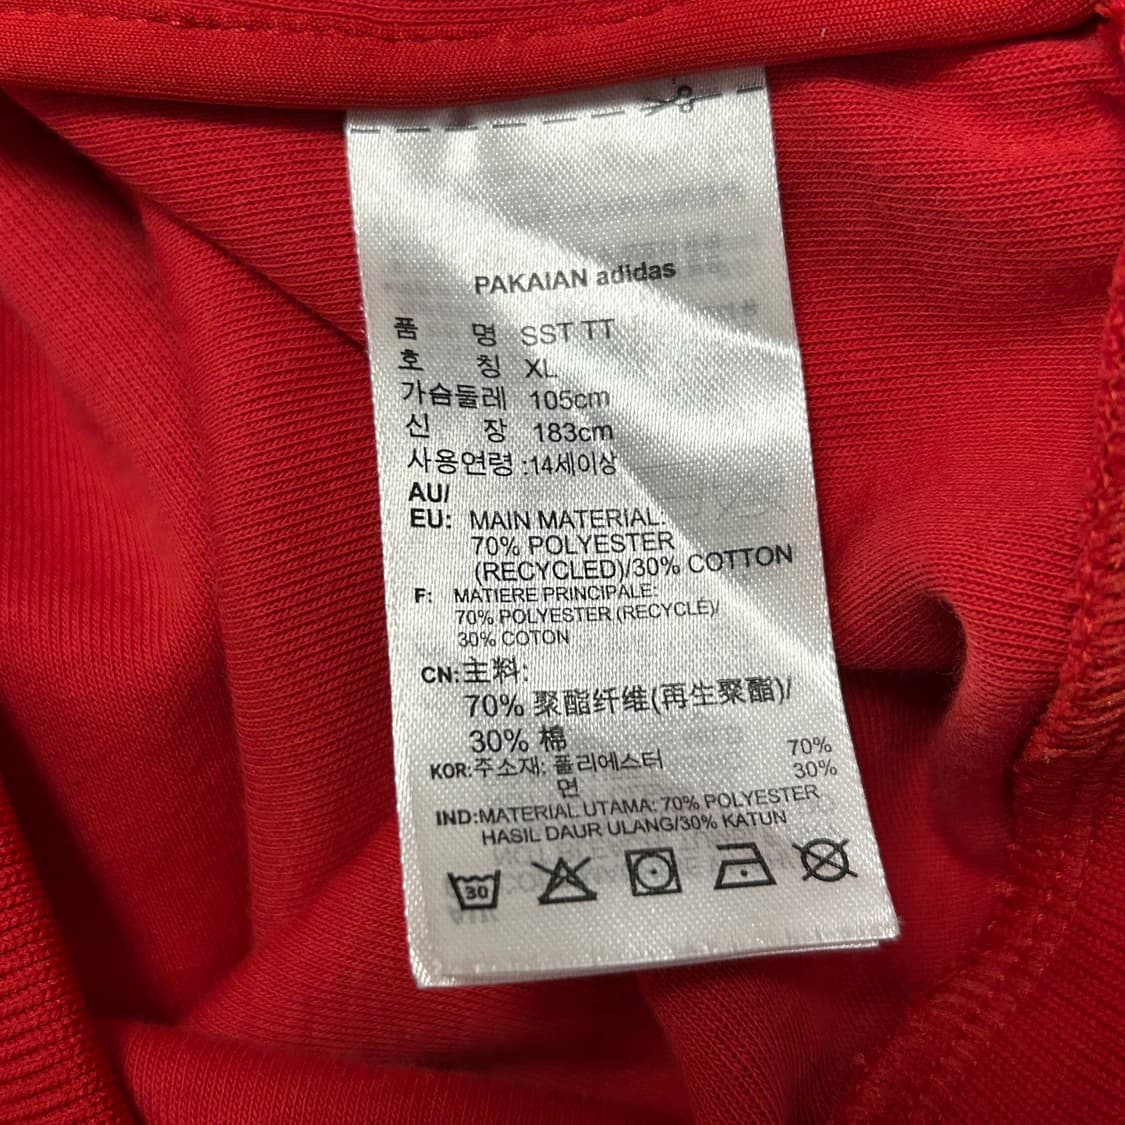 PAKAIAN adidas
품 명 SST TT
호 칭 XL
가슴둘레 105cm
신 장 183cm
사용연령 :14세이상
AU/
EU: MAIN MATERIAL:
70% POLYESTER
(RECYCLED)/30% COTTON
F: MATIERE PRINCIPALE:
70% POLYESTER (RECYCLÉ)/
30% COTON
CN:主料:
70% 聚酯纤维(再生聚酯)/
30% 棉
KOR:주소재: 폴리에스터 70%
면 30%
IND:MATERIAL UTAMA: 70% POLYESTER
HASIL DAUR ULANG/30% KATUN
30